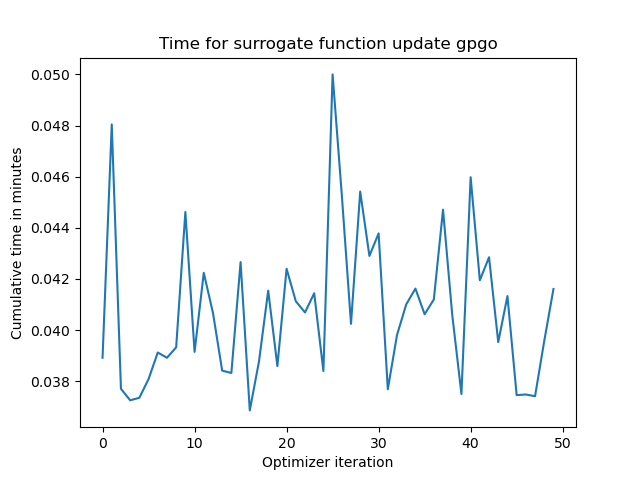 Time for surrogate function update gpgo
0.050
0.048
0.046
0.044
0.042
0.040
0.038
Cumulative time in minutes
0 10 20 30 40 50
Optimizer iteration